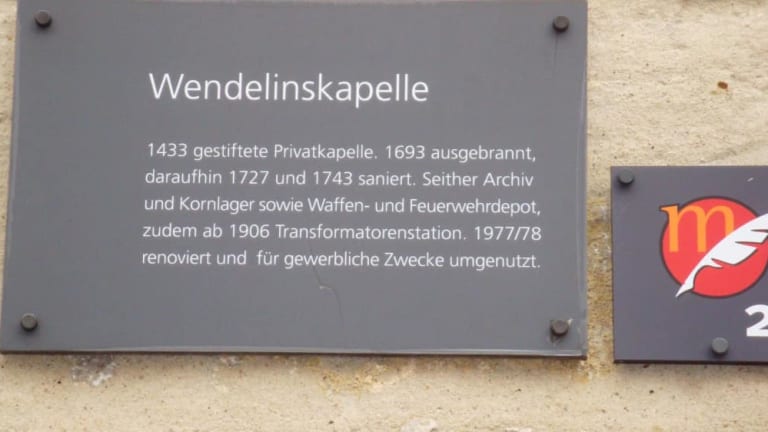 Wendelinskapelle
1433 gestiftete Privatkapelle. 1693 ausgebrannt,
daraufhin 1727 und 1743 saniert. Seither Archiv
und Kornlager sowie Waffen- und Feuerwehrdepot,
zudem ab 1906 Transformatorenstation. 1977/78
renoviert und für gewerbliche Zwecke umgenutzt.
m
2